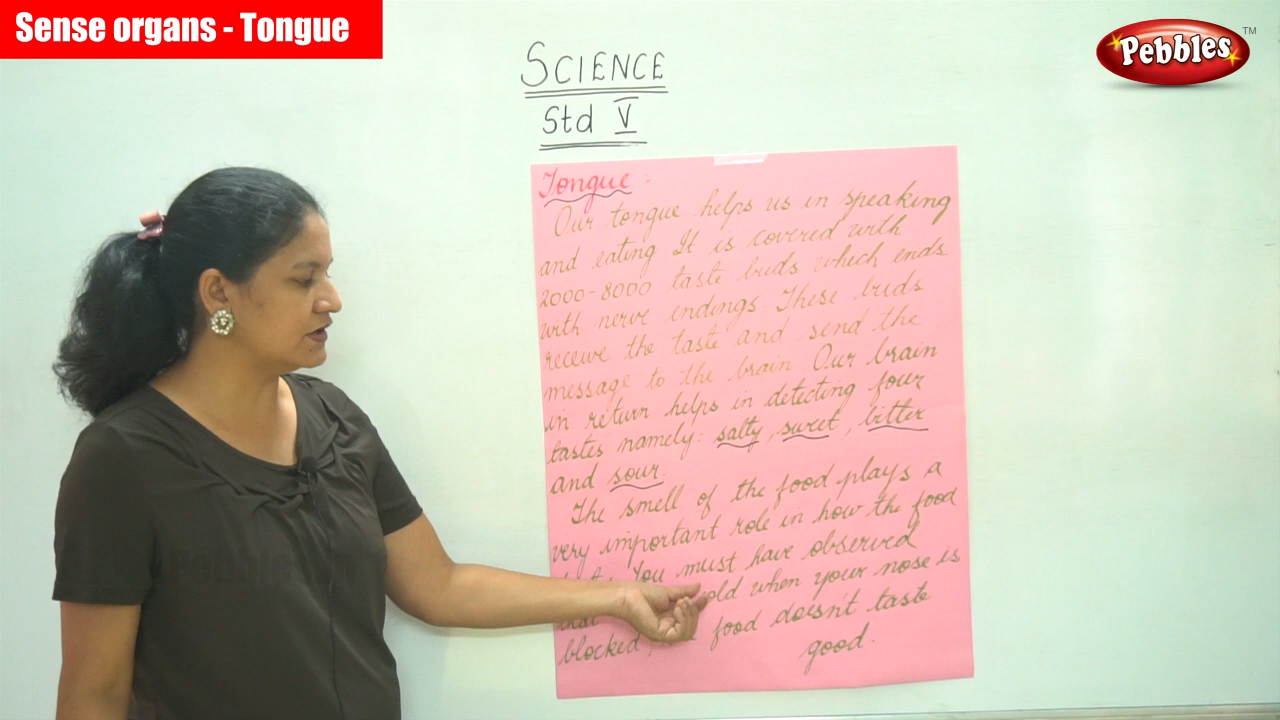 Sense organs - Tongue
Pebbles TM
SCIENCE
Std V
Tongue :
Our tongue helps us in speaking
and eating It is covered with
2000-8000 taste buds which ends
with nerve endings These buds
receive the taste and send the
message to the brain Our brain
in return helps in detecting four
tastes namely: salty, sweet, bitter
and sour.
The smell of the food plays a
very important role in how the food
You must have observed
when your nose is
blocked, food doesn't taste
good.
Pebbles